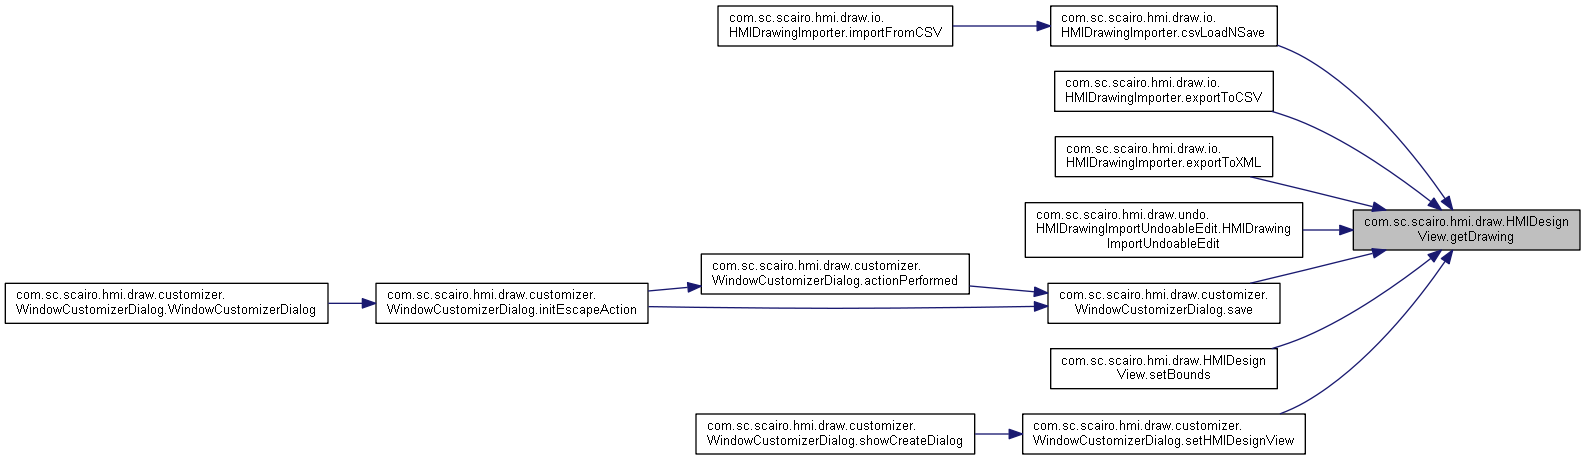 com.sc.scairo.hmi.draw.io.
HMIDrawingImporter.importFromCSV
com.sc.scairo.hmi.draw.io.
HMIDrawingImporter.csvLoadNSave
com.sc.scairo.hmi.draw.io.
HMIDrawingImporter.exportToCSV
com.sc.scairo.hmi.draw.io.
HMIDrawingImporter.exportToXML
com.sc.scairo.hmi.draw.undo.
HMIDrawingImportUndoableEdit.HMIDrawing
ImportUndoableEdit
com.sc.scairo.hmi.draw.HMIDesign
View.getDrawing
com.sc.scairo.hmi.draw.customizer.
WindowCustomizerDialog.WindowCustomizerDialog
com.sc.scairo.hmi.draw.customizer.
WindowCustomizerDialog.initEscapeAction
com.sc.scairo.hmi.draw.customizer.
WindowCustomizerDialog.actionPerformed
com.sc.scairo.hmi.draw.customizer.
WindowCustomizerDialog.save
com.sc.scairo.hmi.draw.HMIDesign
View.setBounds
com.sc.scairo.hmi.draw.customizer.
WindowCustomizerDialog.showCreateDialog
com.sc.scairo.hmi.draw.customizer.
WindowCustomizerDialog.setHMIDesignView